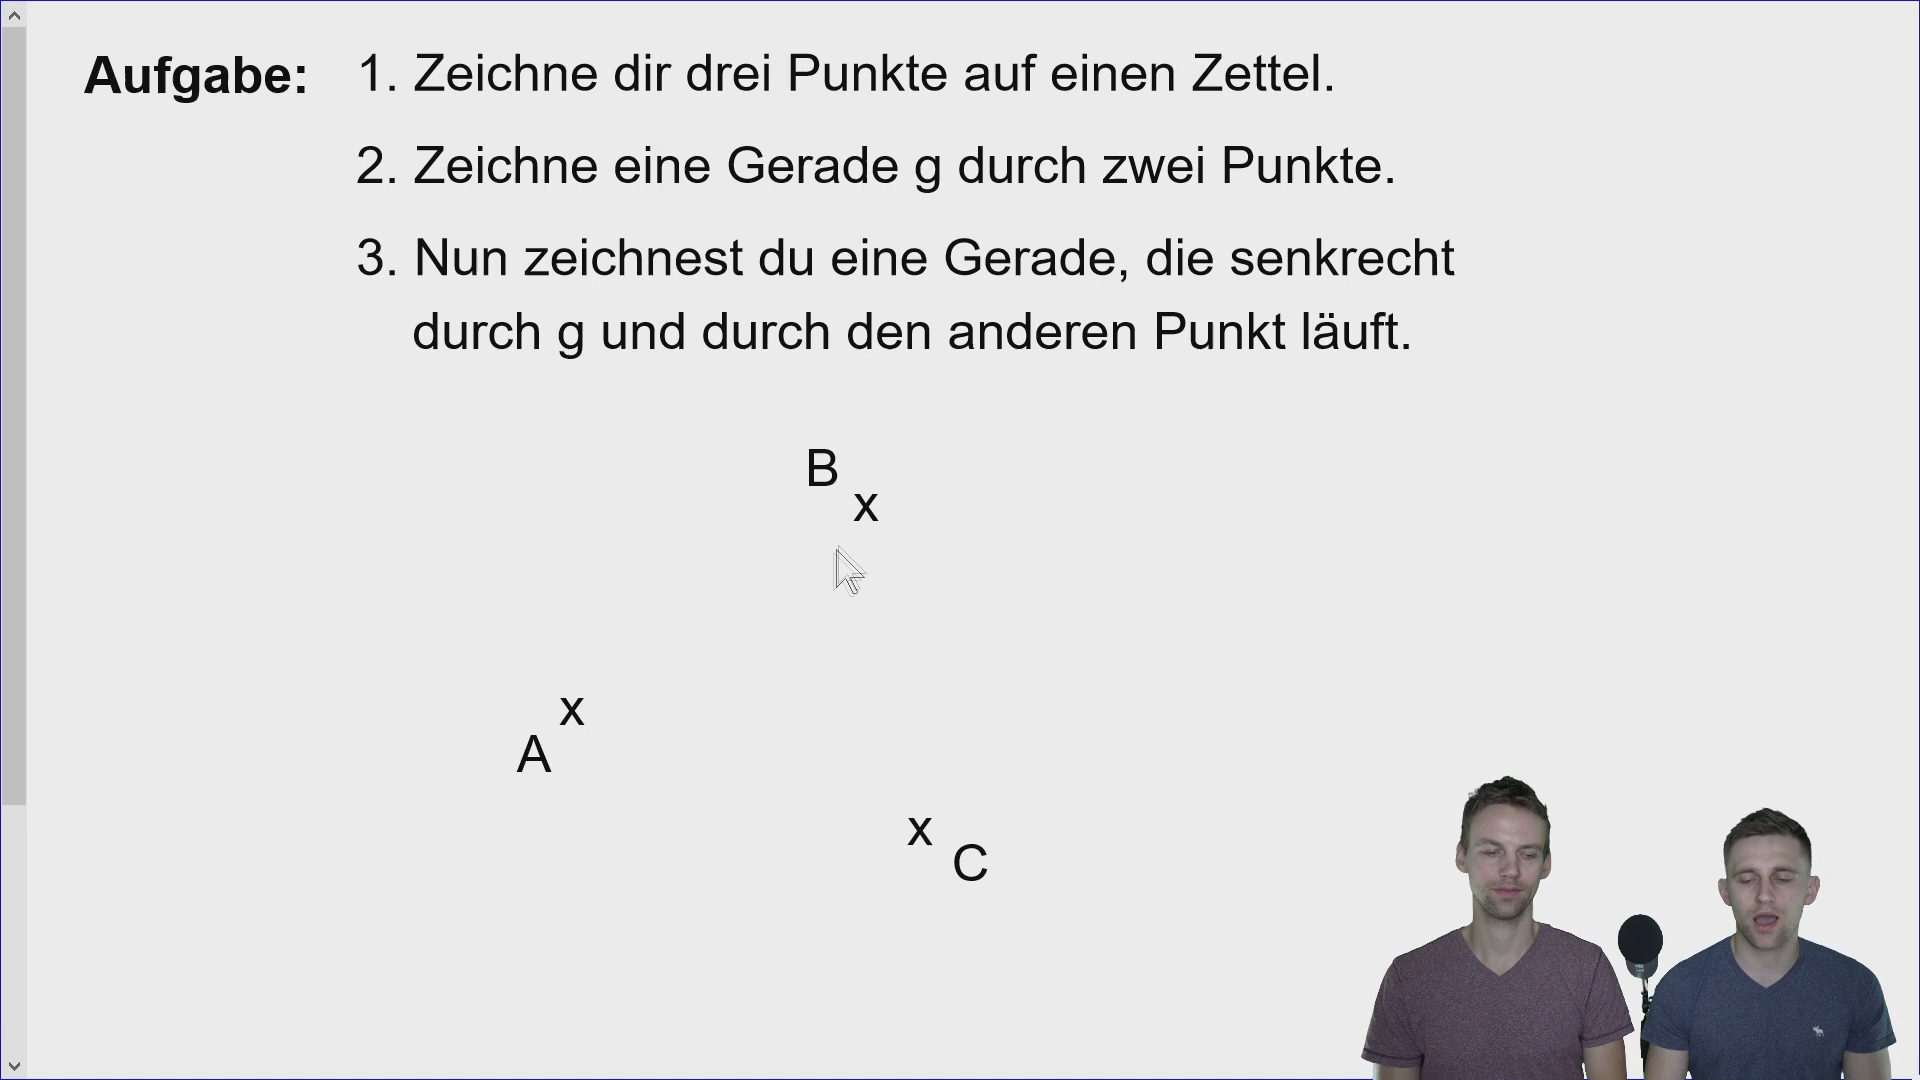 Aufgabe: 1. Zeichne dir drei Punkte auf einen Zettel.
2. Zeichne eine Gerade g durch zwei Punkte.
3. Nun zeichnest du eine Gerade, die senkrecht
durch g und durch den anderen Punkt läuft.
B
x
x
A
x
C